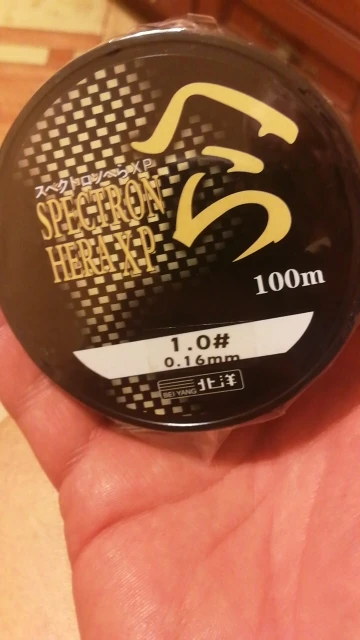 へら
スペクトロンへらXP
SPECTRON
HERA X-P
100m
1.0#
0.16mm
BEI YANG 北洋